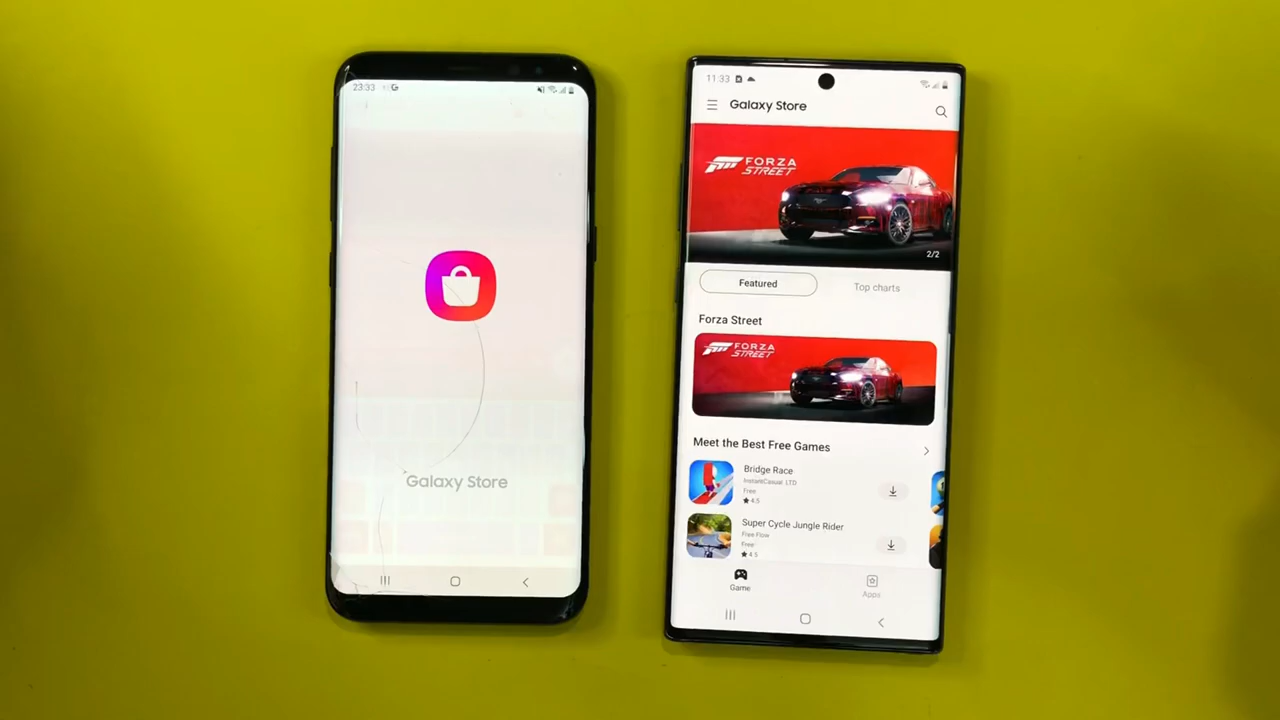 23:33
Galaxy Store
11:33
Galaxy Store
FORZA
STREET
2/2
Featured
Top charts
Forza Street
FORZA
STREET
Meet the Best Free Games
Bridge Race
InstantCasual. LTD.
Free
★ 4.5
Super Cycle Jungle Rider
Free Flow
Free
★ 4.5
Game
Apps